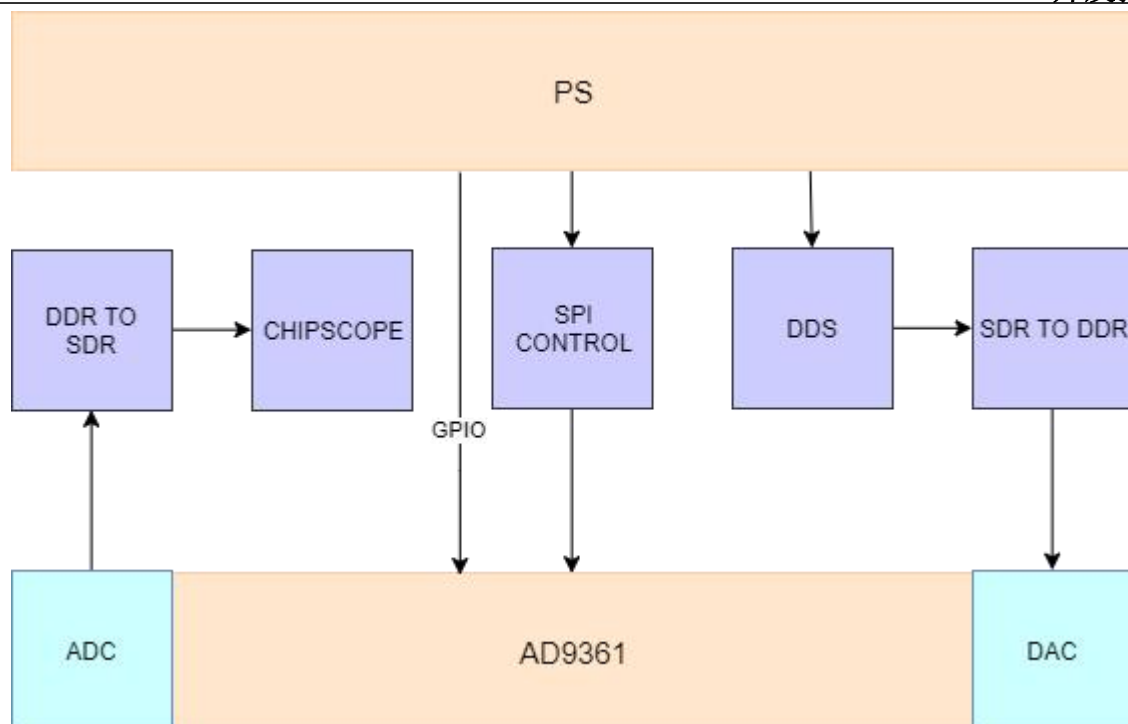 PS
DDR TO
SDR
CHIPSCOPE
SPI
CONTROL
DDS
SDR TO DDR
GPIO
ADC
AD9361
DAC